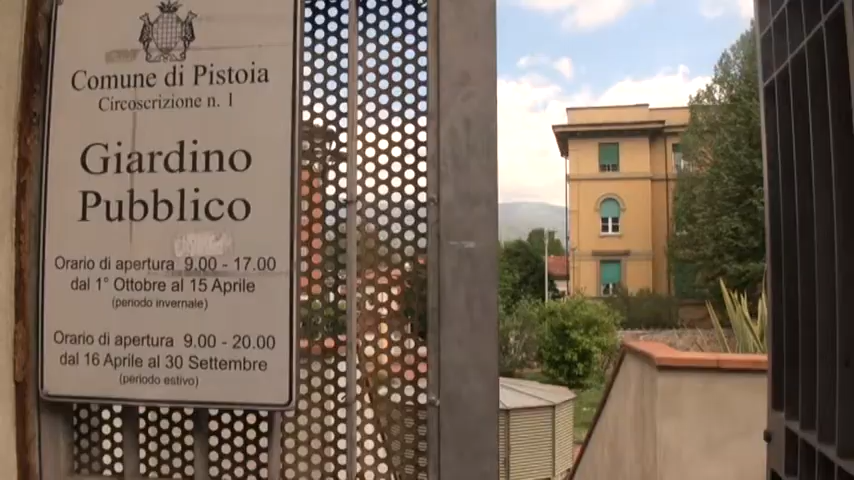 Comune di Pistoia
Circoscrizione n. 1
Giardino
Pubblico
Orario di apertura 9.00 - 17.00
dal 1° Ottobre al 15 Aprile
(periodo invernale)
Orario di apertura 9.00 - 20.00
dal 16 Aprile al 30 Settembre
(periodo estivo)